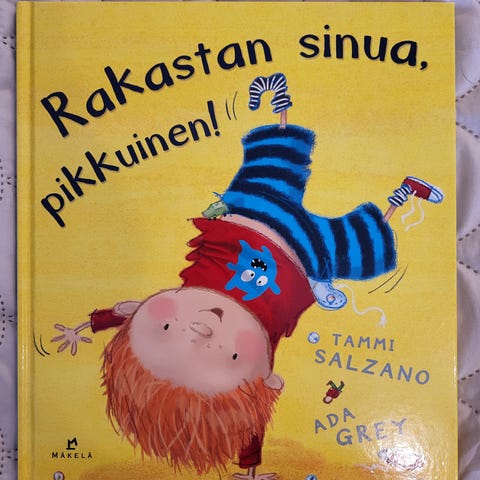 Rakastan sinua,
pikkuinen!
TAMMI
SALZANO
ADA
GREY
MÄKELÄ